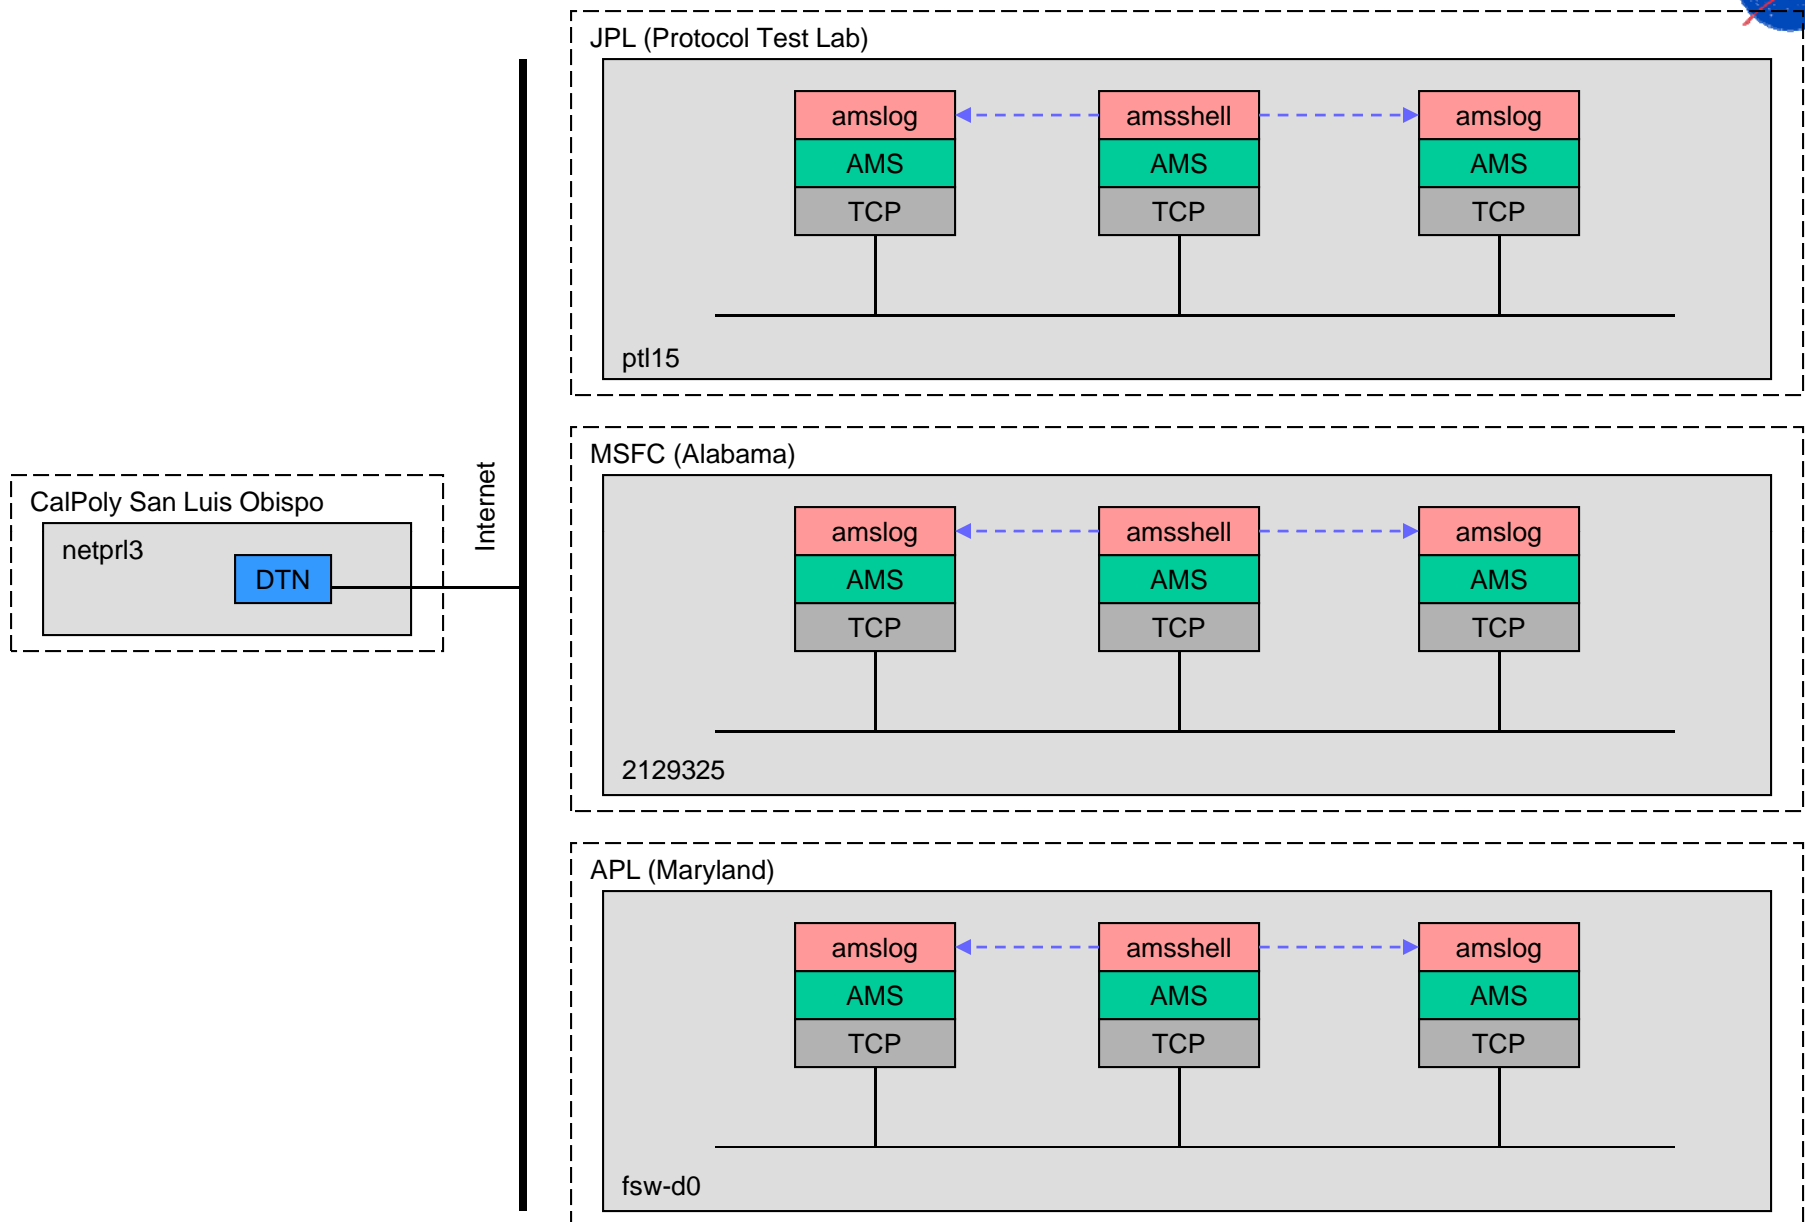 JPL (Protocol Test Lab)
amslog amsshell amslog
AMS AMS AMS
TCP TCP TCP
ptl15
MSFC (Alabama)
amslog amsshell amslog
AMS AMS AMS
TCP TCP TCP
2129325
CalPoly San Luis Obispo
netprl3
DTN
Internet
APL (Maryland)
amslog amsshell amslog
AMS AMS AMS
TCP TCP TCP
fsw-d0